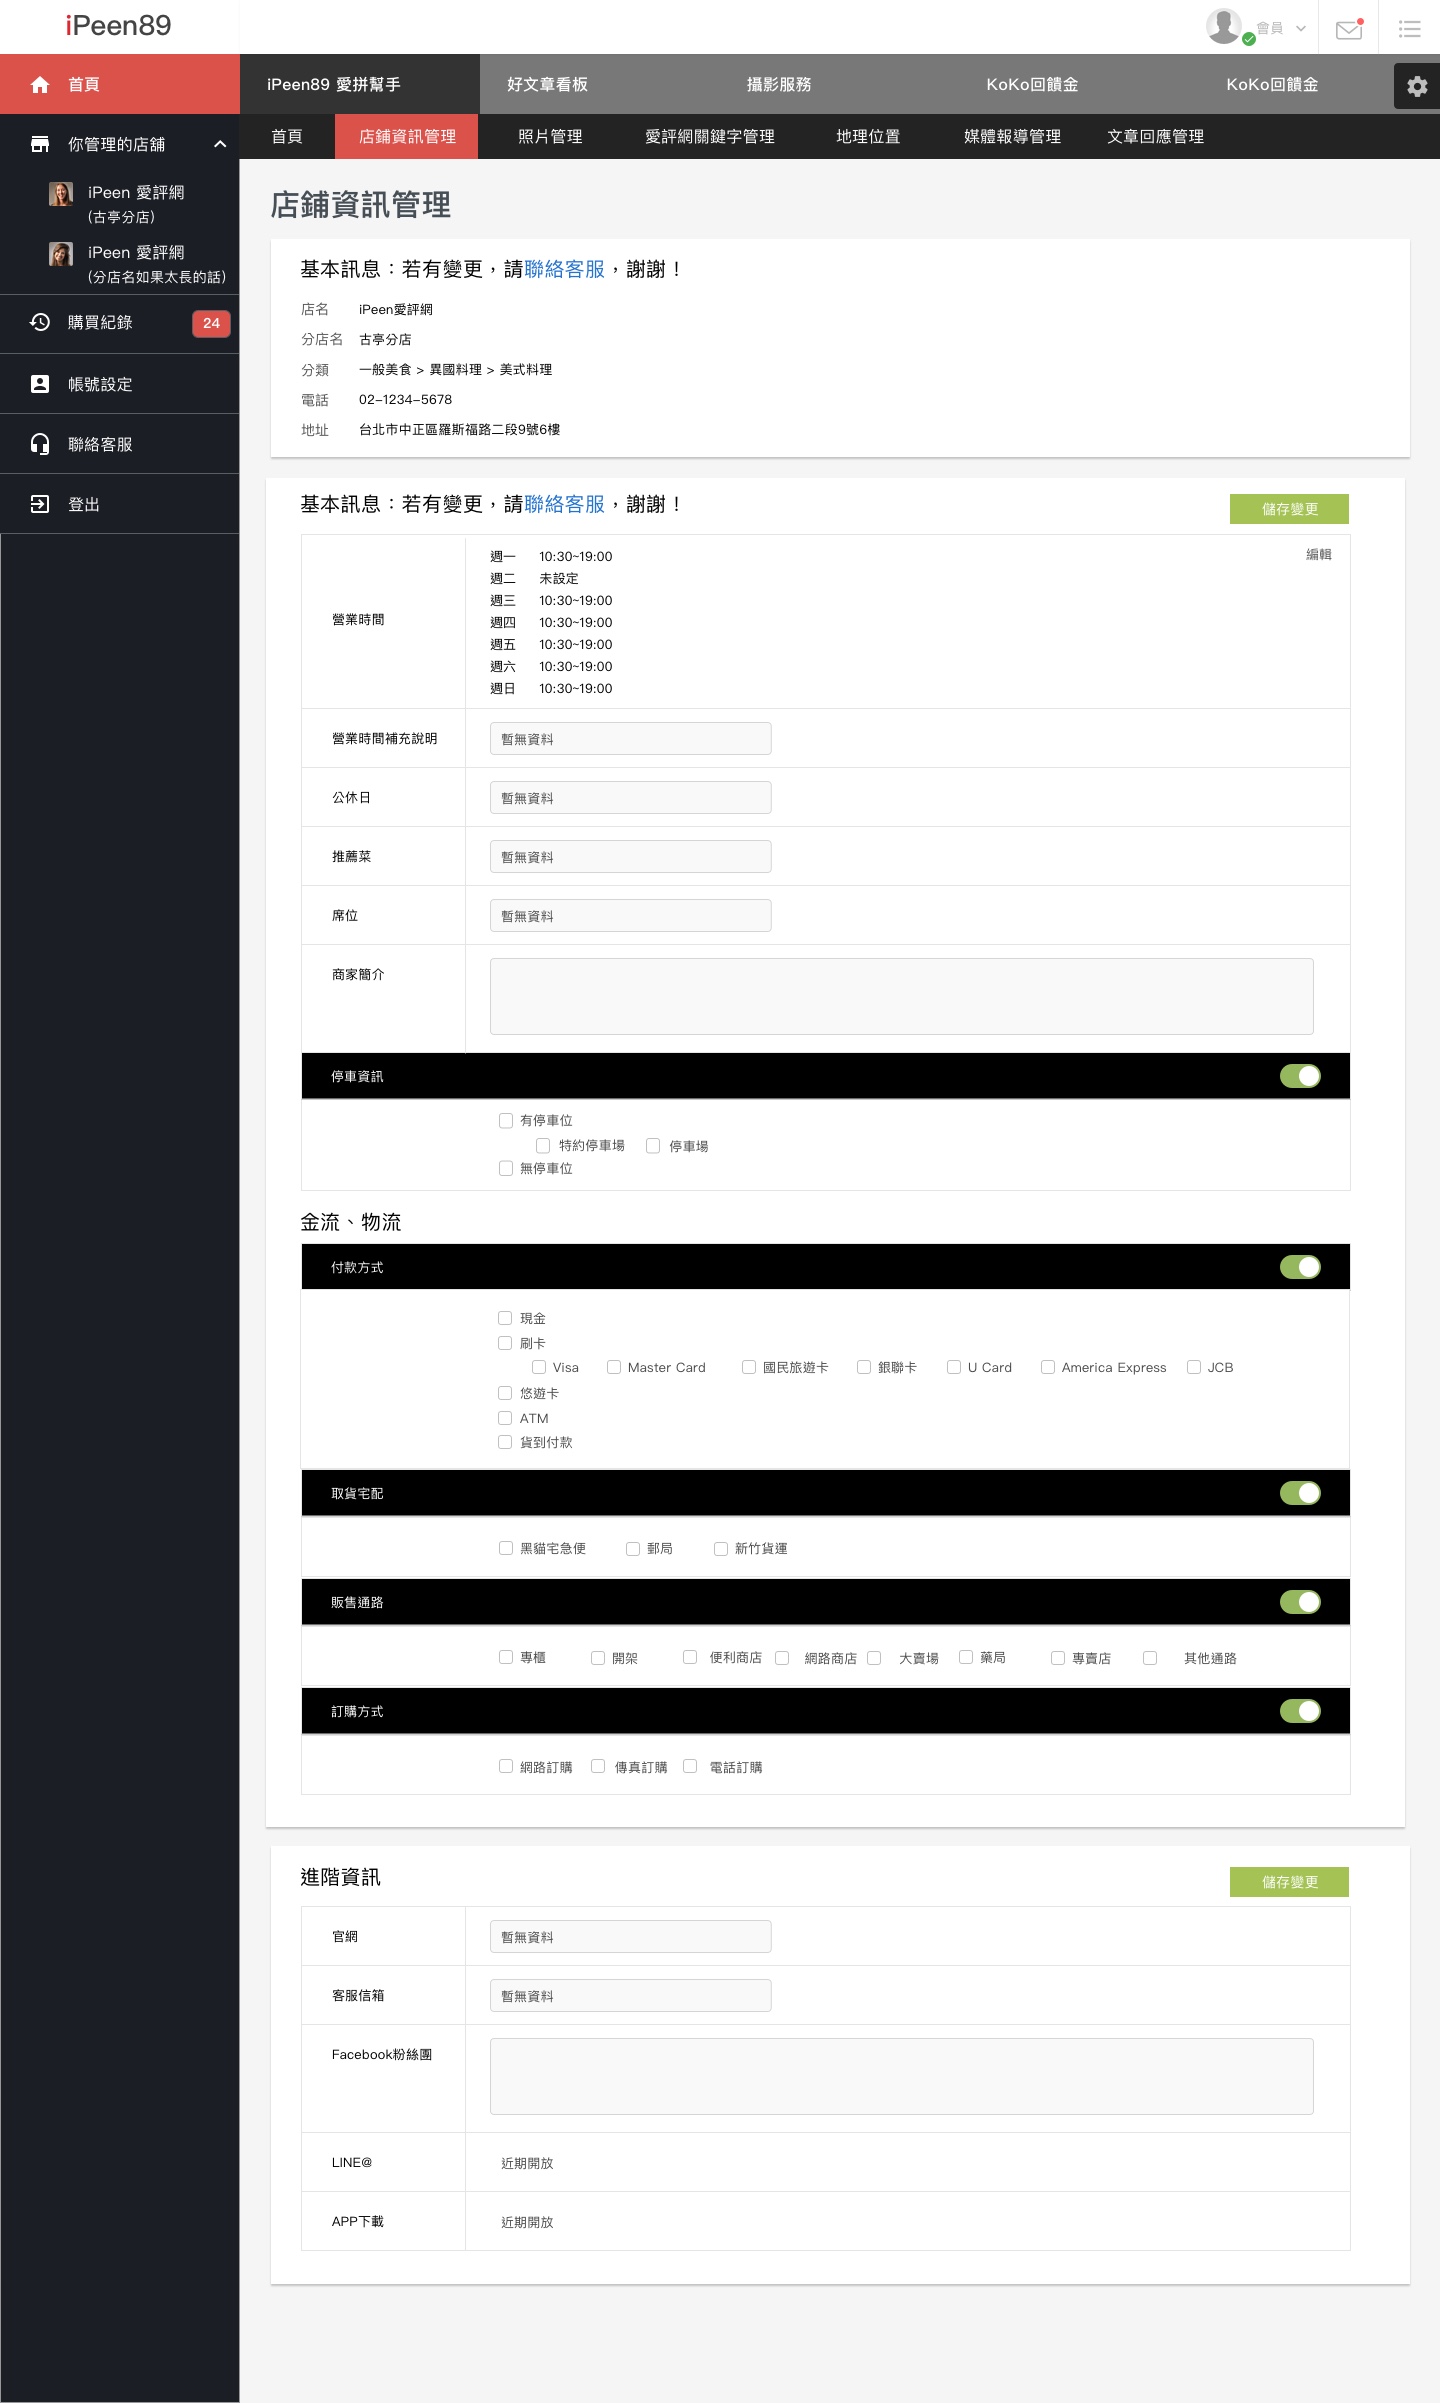 iPeen89
會員
首頁
iPeen89 愛拼幫手
好文章看板
攝影服務
KoKo回饋金
KoKo回饋金
首頁
店鋪資訊管理
照片管理
愛評網關鍵字管理
地理位置
媒體報導管理
文章回應管理
你管理的店舖
iPeen 愛評網
(古亭分店)
iPeen 愛評網
(分店名如果太長的話)
購買紀錄
24
帳號設定
聯絡客服
登出
店鋪資訊管理
基本訊息：若有變更，請聯絡客服，謝謝！
店名 iPeen愛評網
分店名 古亭分店
分類 一般美食 > 異國料理 > 美式料理
電話 02-1234-5678
地址 台北市中正區羅斯福路二段9號6樓
基本訊息：若有變更，請聯絡客服，謝謝！
儲存變更
編輯
營業時間
週一 10:30~19:00
週二 未設定
週三 10:30~19:00
週四 10:30~19:00
週五 10:30~19:00
週六 10:30~19:00
週日 10:30~19:00
營業時間補充說明 暫無資料
公休日 暫無資料
推薦菜 暫無資料
席位 暫無資料
商家簡介
停車資訊
有停車位
特約停車場 停車場
無停車位
金流、物流
付款方式
現金
刷卡
Visa Master Card 國民旅遊卡 銀聯卡 U Card America Express JCB
悠遊卡
ATM
貨到付款
取貨宅配
黑貓宅急便 郵局 新竹貨運
販售通路
專櫃 開架 便利商店 網路商店 大賣場 藥局 專賣店 其他通路
訂購方式
網路訂購 傳真訂購 電話訂購
進階資訊
儲存變更
官網 暫無資料
客服信箱 暫無資料
Facebook粉絲團
LINE@ 近期開放
APP下載 近期開放